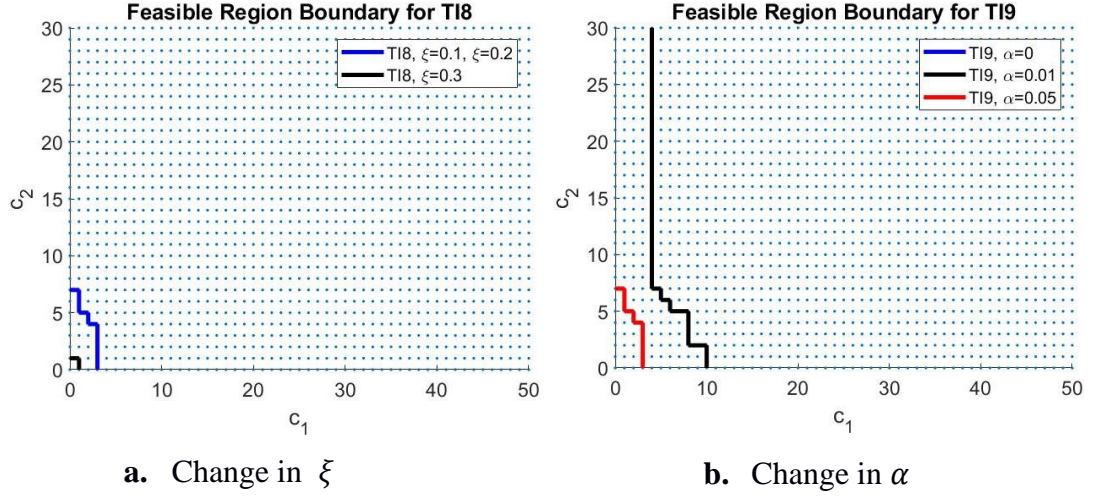 Feasible Region Boundary for TI8
30
25
20
15
10
5
0
c₂
TI8, ξ=0.1, ξ=0.2
TI8, ξ=0.3
0 10 20 30 40 50
c₁
a. Change in ξ
Feasible Region Boundary for TI9
30
25
20
15
10
5
0
c₂
TI9, α=0
TI9, α=0.01
TI9, α=0.05
0 10 20 30 40 50
c₁
b. Change in α